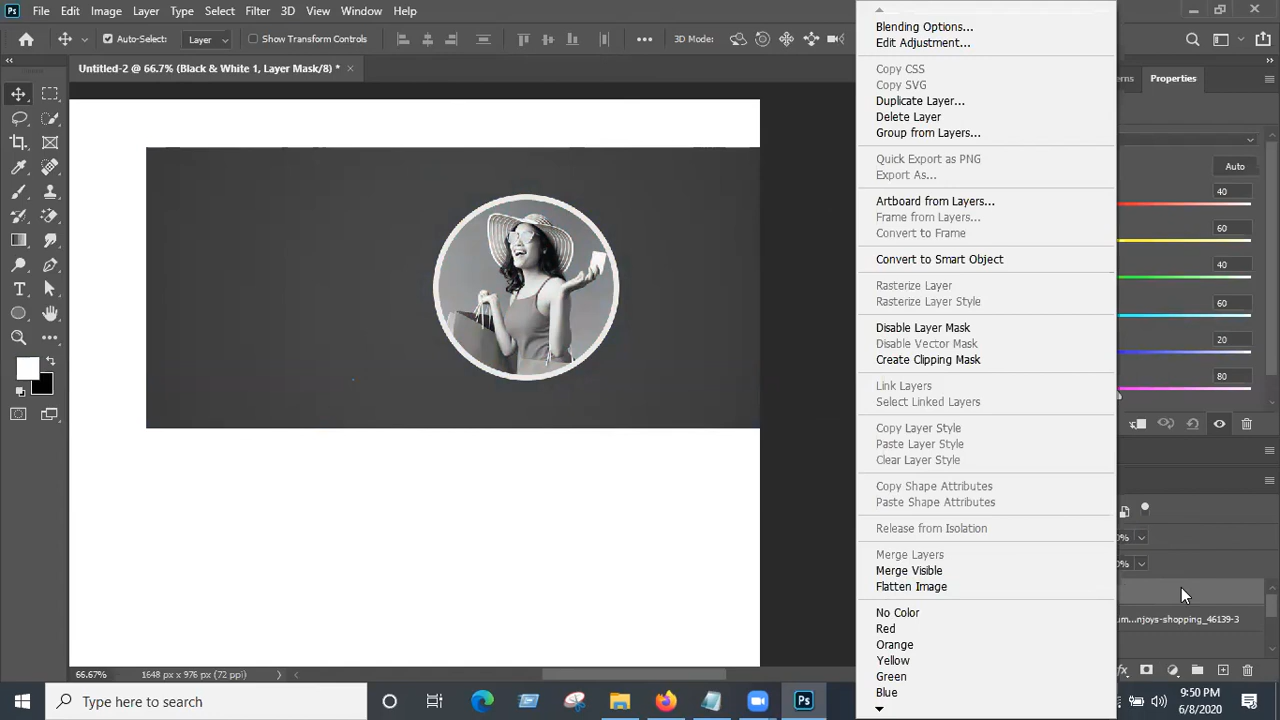 Ps File Edit Image Layer Type Select Filter 3D View Window Help
Auto-Select: Layer Show Transform Controls 3D Mode:
Untitled-2 @ 66.7% (Black & White 1, Layer Mask/8) *
Properties
Auto
40
60
40
60
20
80
Blending Options...
Edit Adjustment...
Copy CSS
Copy SVG
Duplicate Layer...
Delete Layer
Group from Layers...
Quick Export as PNG
Export As...
Artboard from Layers...
Frame from Layers...
Convert to Frame
Convert to Smart Object
Rasterize Layer
Rasterize Layer Style
Disable Layer Mask
Disable Vector Mask
Create Clipping Mask
Link Layers
Select Linked Layers
Copy Layer Style
Paste Layer Style
Clear Layer Style
Copy Shape Attributes
Paste Shape Attributes
Release from Isolation
Merge Layers
Merge Visible
Flatten Image
No Color
Red
Orange
Yellow
Green
Blue
um...njoys-shopping_46139-3
fx
66.67% 1648 px x 976 px (72 ppi)
Type here to search
Ps
9:50 PM
6/8/2020